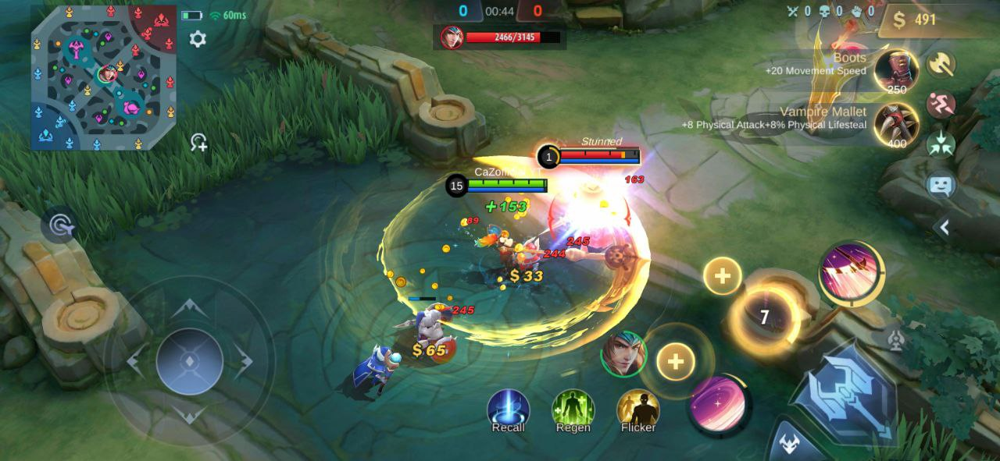 60ms
0 00:44 0
2466/3145
0 0 0
$ 491
Boots
+20 Movement Speed
250
Vampire Mallet
+8 Physical Attack+8% Physical Lifesteal
400
Stunned
1
163
15
+153
89
245
244
$ 33
245
$ 65
7
Recall
Regen
Flicker